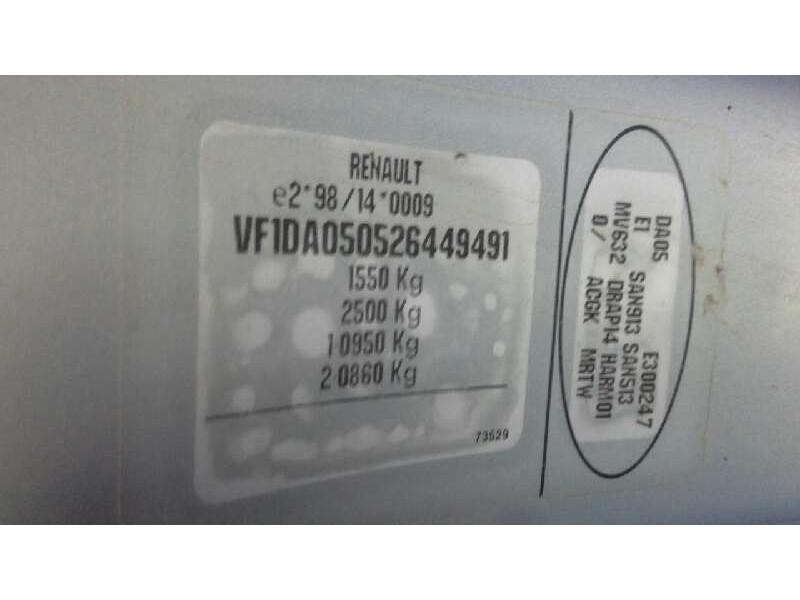 RENAULT
e2*98/14*0009
VF1DA050526449491
1550 Kg
2500 Kg
1 0950 Kg
2 0860 Kg
73529
DA05 E300247
E1 SAN913 SAN513
MV632 DRAP14 HARM01
0/ ACGK MRTW